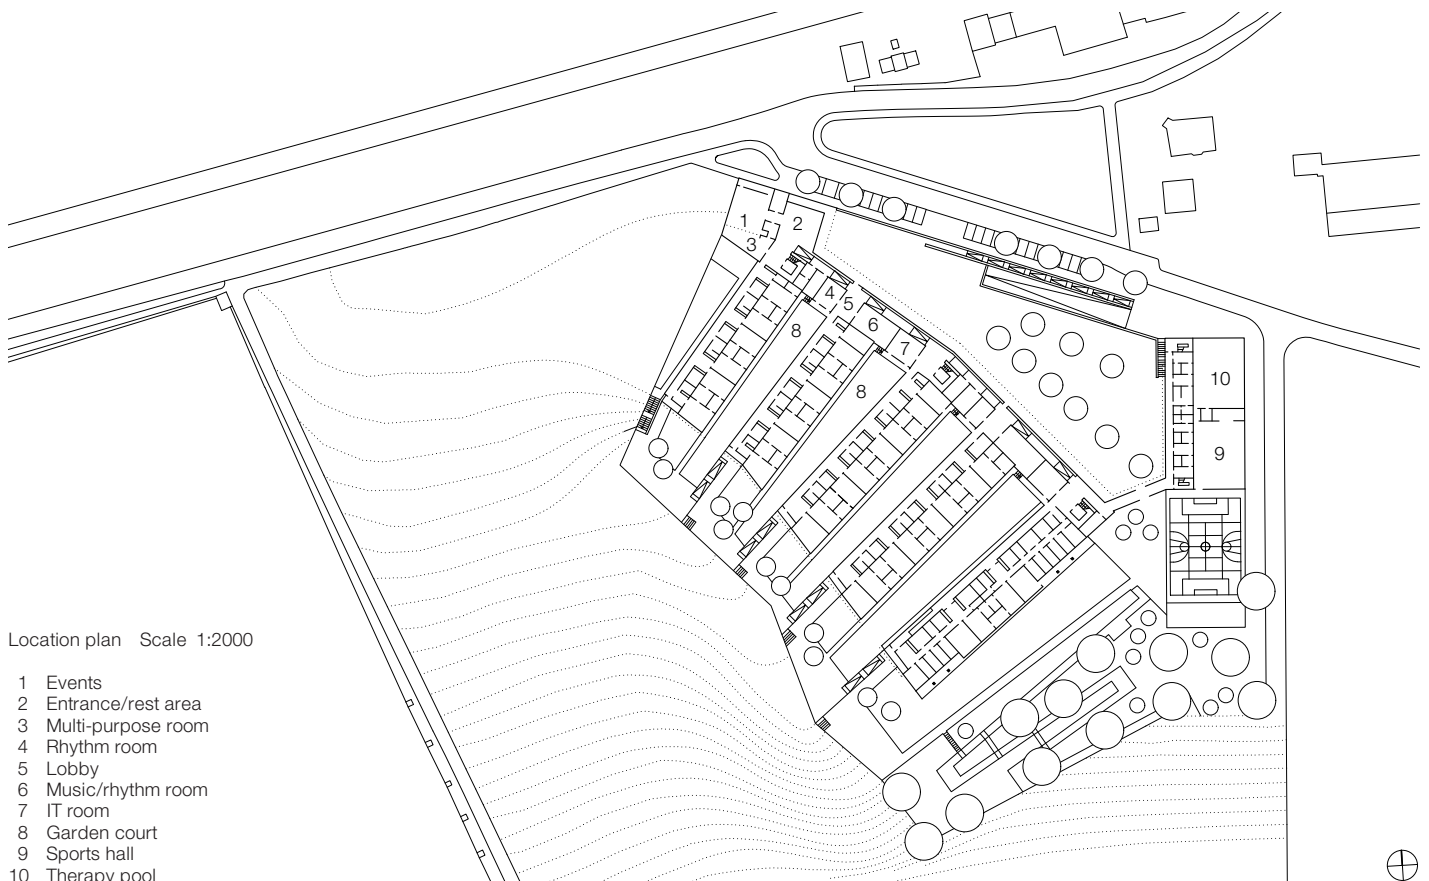 1
2
3
4
5
6
7
8
8
10
9
Location plan Scale 1:2000
1 Events
2 Entrance/rest area
3 Multi-purpose room
4 Rhythm room
5 Lobby
6 Music/rhythm room
7 IT room
8 Garden court
9 Sports hall
10 Therapy pool